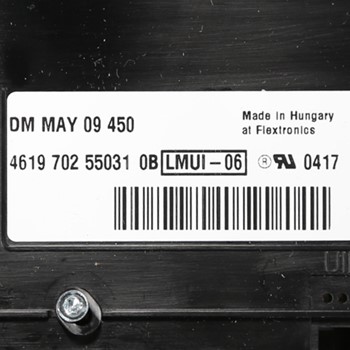 DM MAY 09 450
Made in Hungary
at Flextronics
4619 702 55031 0B LMUI-06 ® 0417